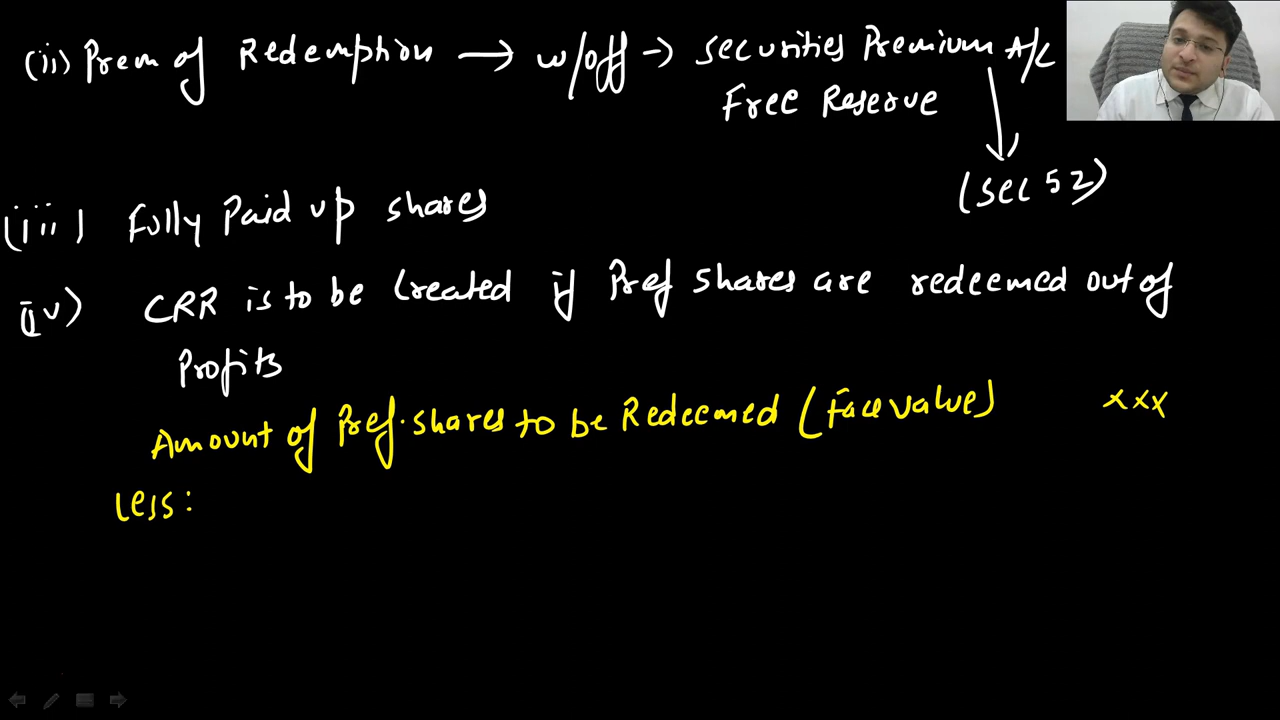 (ii) Prem of Redemption → w/off → Securities Premium A/C
Free Reserve
(Sec 52)
(iii) Fully Paid up shares
(iv) CRR is to be Created if Pref shares are redeemed out of
Profits
Amount of Pref. shares to be Redeemed (Face value) xxx
Less: